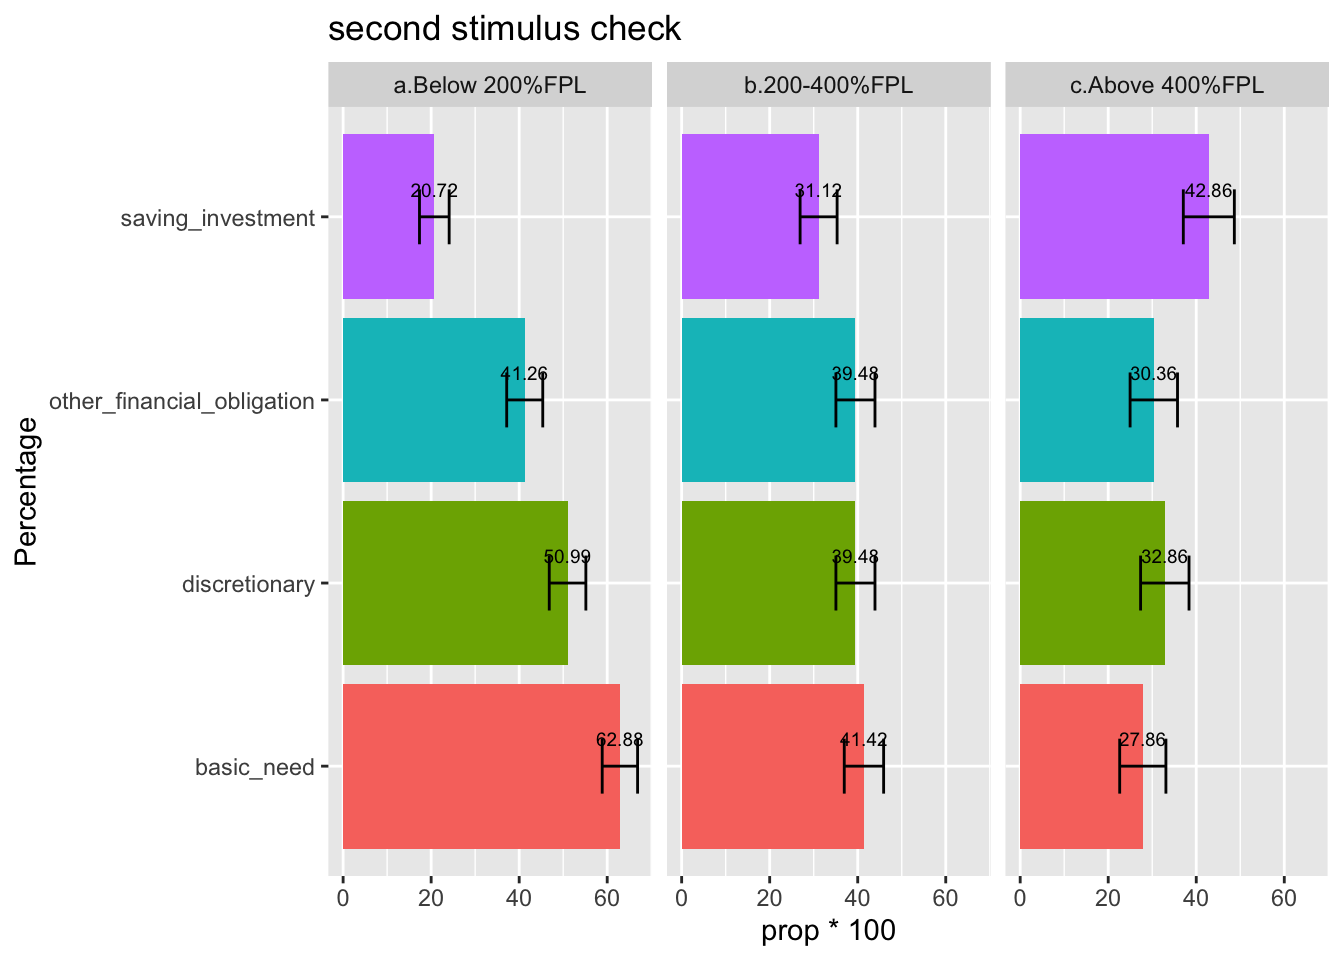 second stimulus check
a.Below 200%FPL
b.200-400%FPL
c.Above 400%FPL
Percentage
saving_investment
20.72
31.12
42.86
other_financial_obligation
41.26
39.48
30.36
discretionary
50.99
39.48
32.86
basic_need
62.88
41.42
27.86
0 20 40 60
0 20 40 60
0 20 40 60
prop * 100